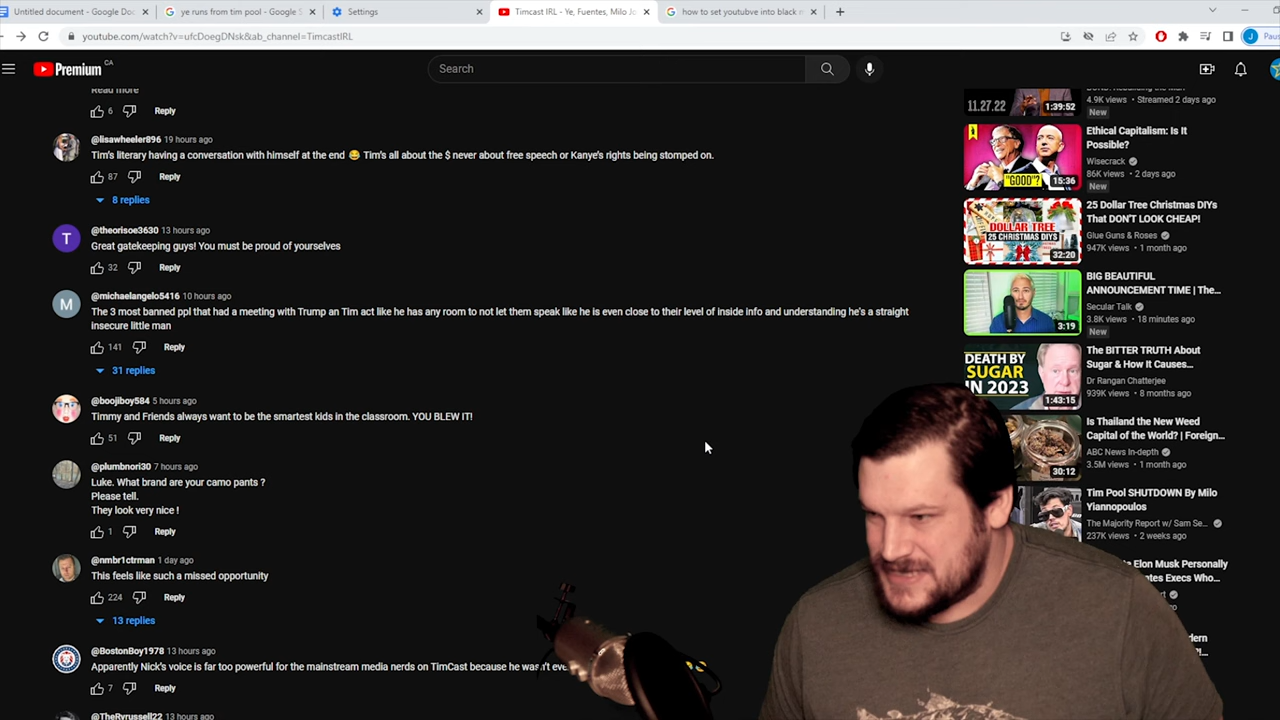 Untitled document - Google Doc
ye runs from tim pool - Google S
Settings
Timcast IRL - Ye, Fuentes, Milo Jo
how to set youtubve into black m
youtube.com/watch?v=ufcDoegDNsk&ab_channel=TimcastIRL
J
Paus
Premium CA
Search
Read more
6 Reply
@lisawheeler896 19 hours ago
Tim's literary having a conversation with himself at the end 😂 Tim's all about the $ never about free speech or Kanye's rights being stomped on.
87 Reply
8 replies
T
@theorisoe3630 13 hours ago
Great gatekeeping guys! You must be proud of yourselves
32 Reply
M
@michaelangelo5416 10 hours ago
The 3 most banned ppl that had a meeting with Trump an Tim act like he has any room to not let them speak like he is even close to their level of inside info and understanding he's a straight
insecure little man
141 Reply
31 replies
@boojiboy584 5 hours ago
Timmy and Friends always want to be the smartest kids in the classroom. YOU BLEW IT!
51 Reply
@plumbnori30 7 hours ago
Luke. What brand are your camo pants ?
Please tell.
They look very nice !
1 Reply
@nmbr1ctrman 1 day ago
This feels like such a missed opportunity
224 Reply
13 replies
@BostonBoy1978 13 hours ago
Apparently Nick's voice is far too powerful for the mainstream media nerds on TimCast because he wasn't
7 Reply
@TheRyrussell22 13 hours ago
11.27.22
1:39:52
4.9K views • Streamed 2 days ago
New
"GOOD"?
15:36
Ethical Capitalism: Is It
Possible?
Wisecrack
86K views • 2 days ago
New
DOLLAR TREE
25 CHRISTMAS DIYS
32:20
25 Dollar Tree Christmas DIYs
That DON'T LOOK CHEAP!
Glue Guns & Roses
947K views • 1 month ago
3:19
BIG BEAUTIFUL
ANNOUNCEMENT TIME | The...
Secular Talk
3.8K views • 18 minutes ago
New
DEATH BY
SUGAR
IN 2023
1:43:15
The BITTER TRUTH About
Sugar & How It Causes...
Dr Rangan Chatterjee
939K views • 8 months ago
30:12
Is Thailand the New Weed
Capital of the World? | Foreign...
ABC News In-depth
3.5M views • 1 month ago
Tim Pool SHUTDOWN By Milo
Yiannopoulos
The Majority Report w/ Sam Se...
237K views • 2 weeks ago
Elon Musk Personally
Execs Who...